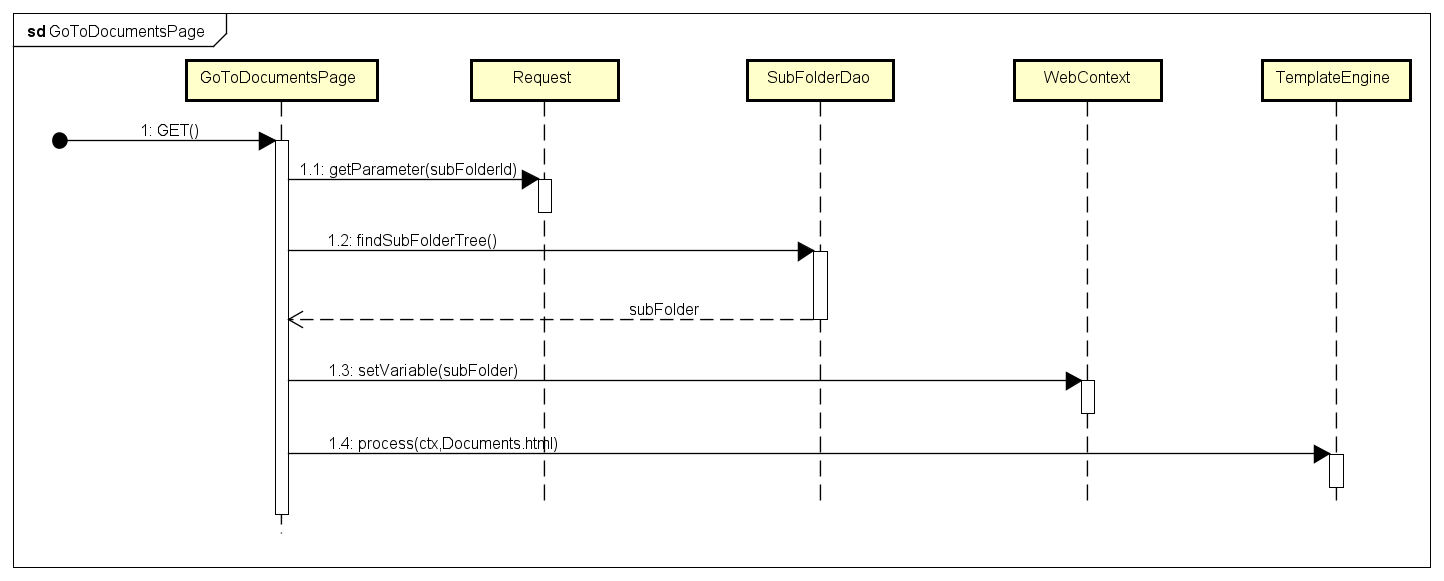 sd GoToDocumentsPage
GoToDocumentsPage
Request
SubFolderDao
WebContext
TemplateEngine
1: GET()
1.1: getParameter(subFolderId)
1.2: findSubFolderTree()
subFolder
1.3: setVariable(subFolder)
1.4: process(ctx,Documents.html)